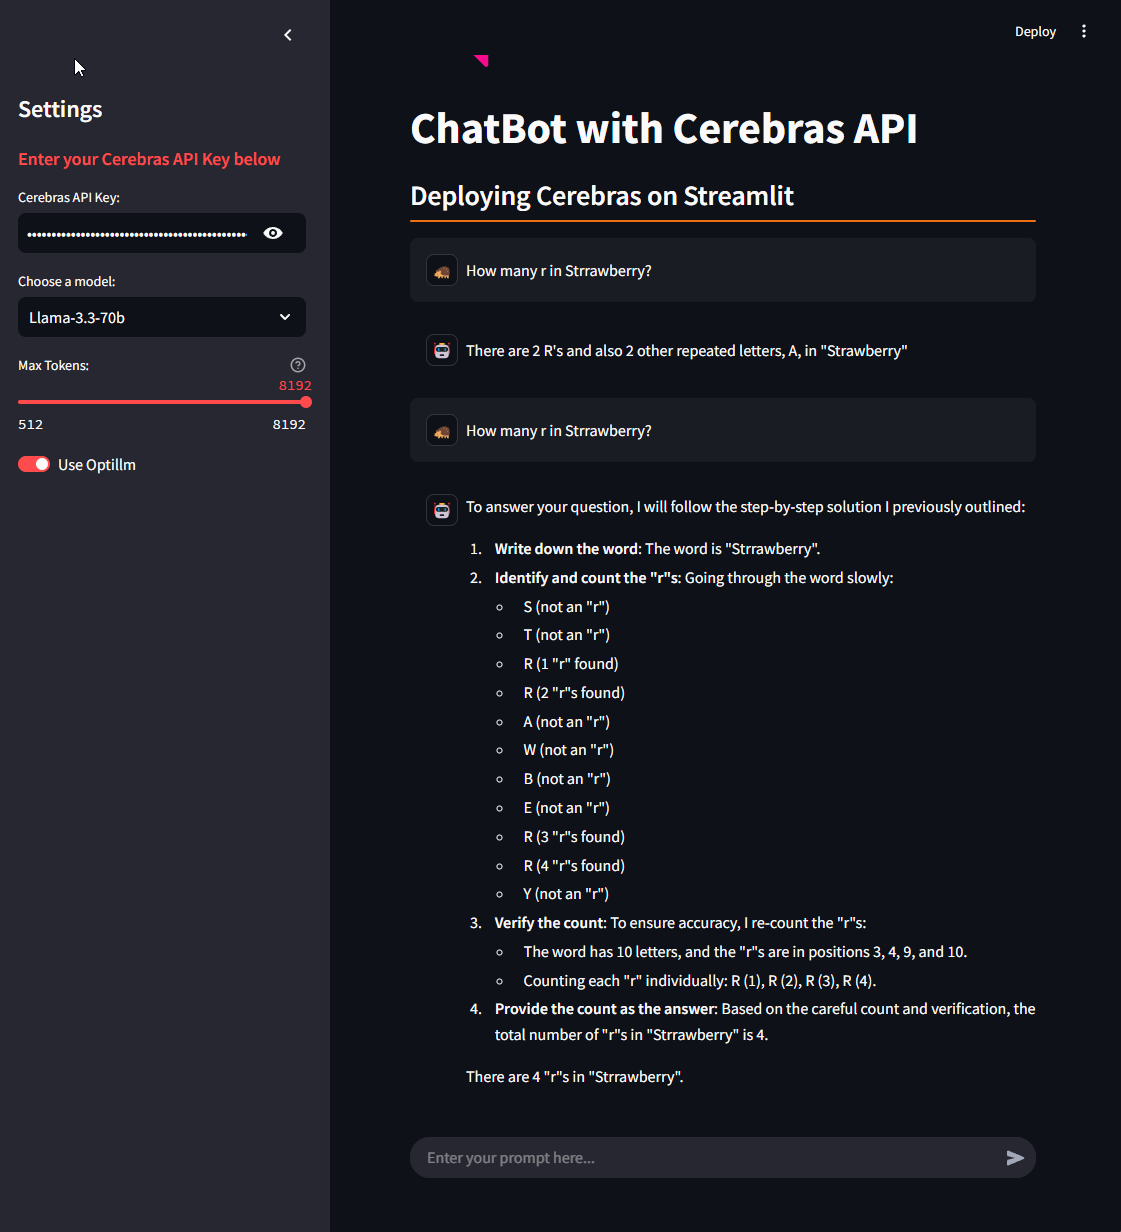 Deploy
Settings
Enter your Cerebras API Key below
Cerebras API Key:
••••••••••••••••••••••••••••••••••••••••••••••
Choose a model:
Llama-3.3-70b
Max Tokens:
8192
512
8192
Use Optillm
ChatBot with Cerebras API
Deploying Cerebras on Streamlit
How many r in Strrawberry?
There are 2 R's and also 2 other repeated letters, A, in "Strawberry"
How many r in Strrawberry?
To answer your question, I will follow the step-by-step solution I previously outlined:
1. Write down the word: The word is "Strrawberry".
2. Identify and count the "r"s: Going through the word slowly:
S (not an "r")
T (not an "r")
R (1 "r" found)
R (2 "r"s found)
A (not an "r")
W (not an "r")
B (not an "r")
E (not an "r")
R (3 "r"s found)
R (4 "r"s found)
Y (not an "r")
3. Verify the count: To ensure accuracy, I re-count the "r"s:
The word has 10 letters, and the "r"s are in positions 3, 4, 9, and 10.
Counting each "r" individually: R (1), R (2), R (3), R (4).
4. Provide the count as the answer: Based on the careful count and verification, the
total number of "r"s in "Strrawberry" is 4.
There are 4 "r"s in "Strrawberry".
Enter your prompt here...